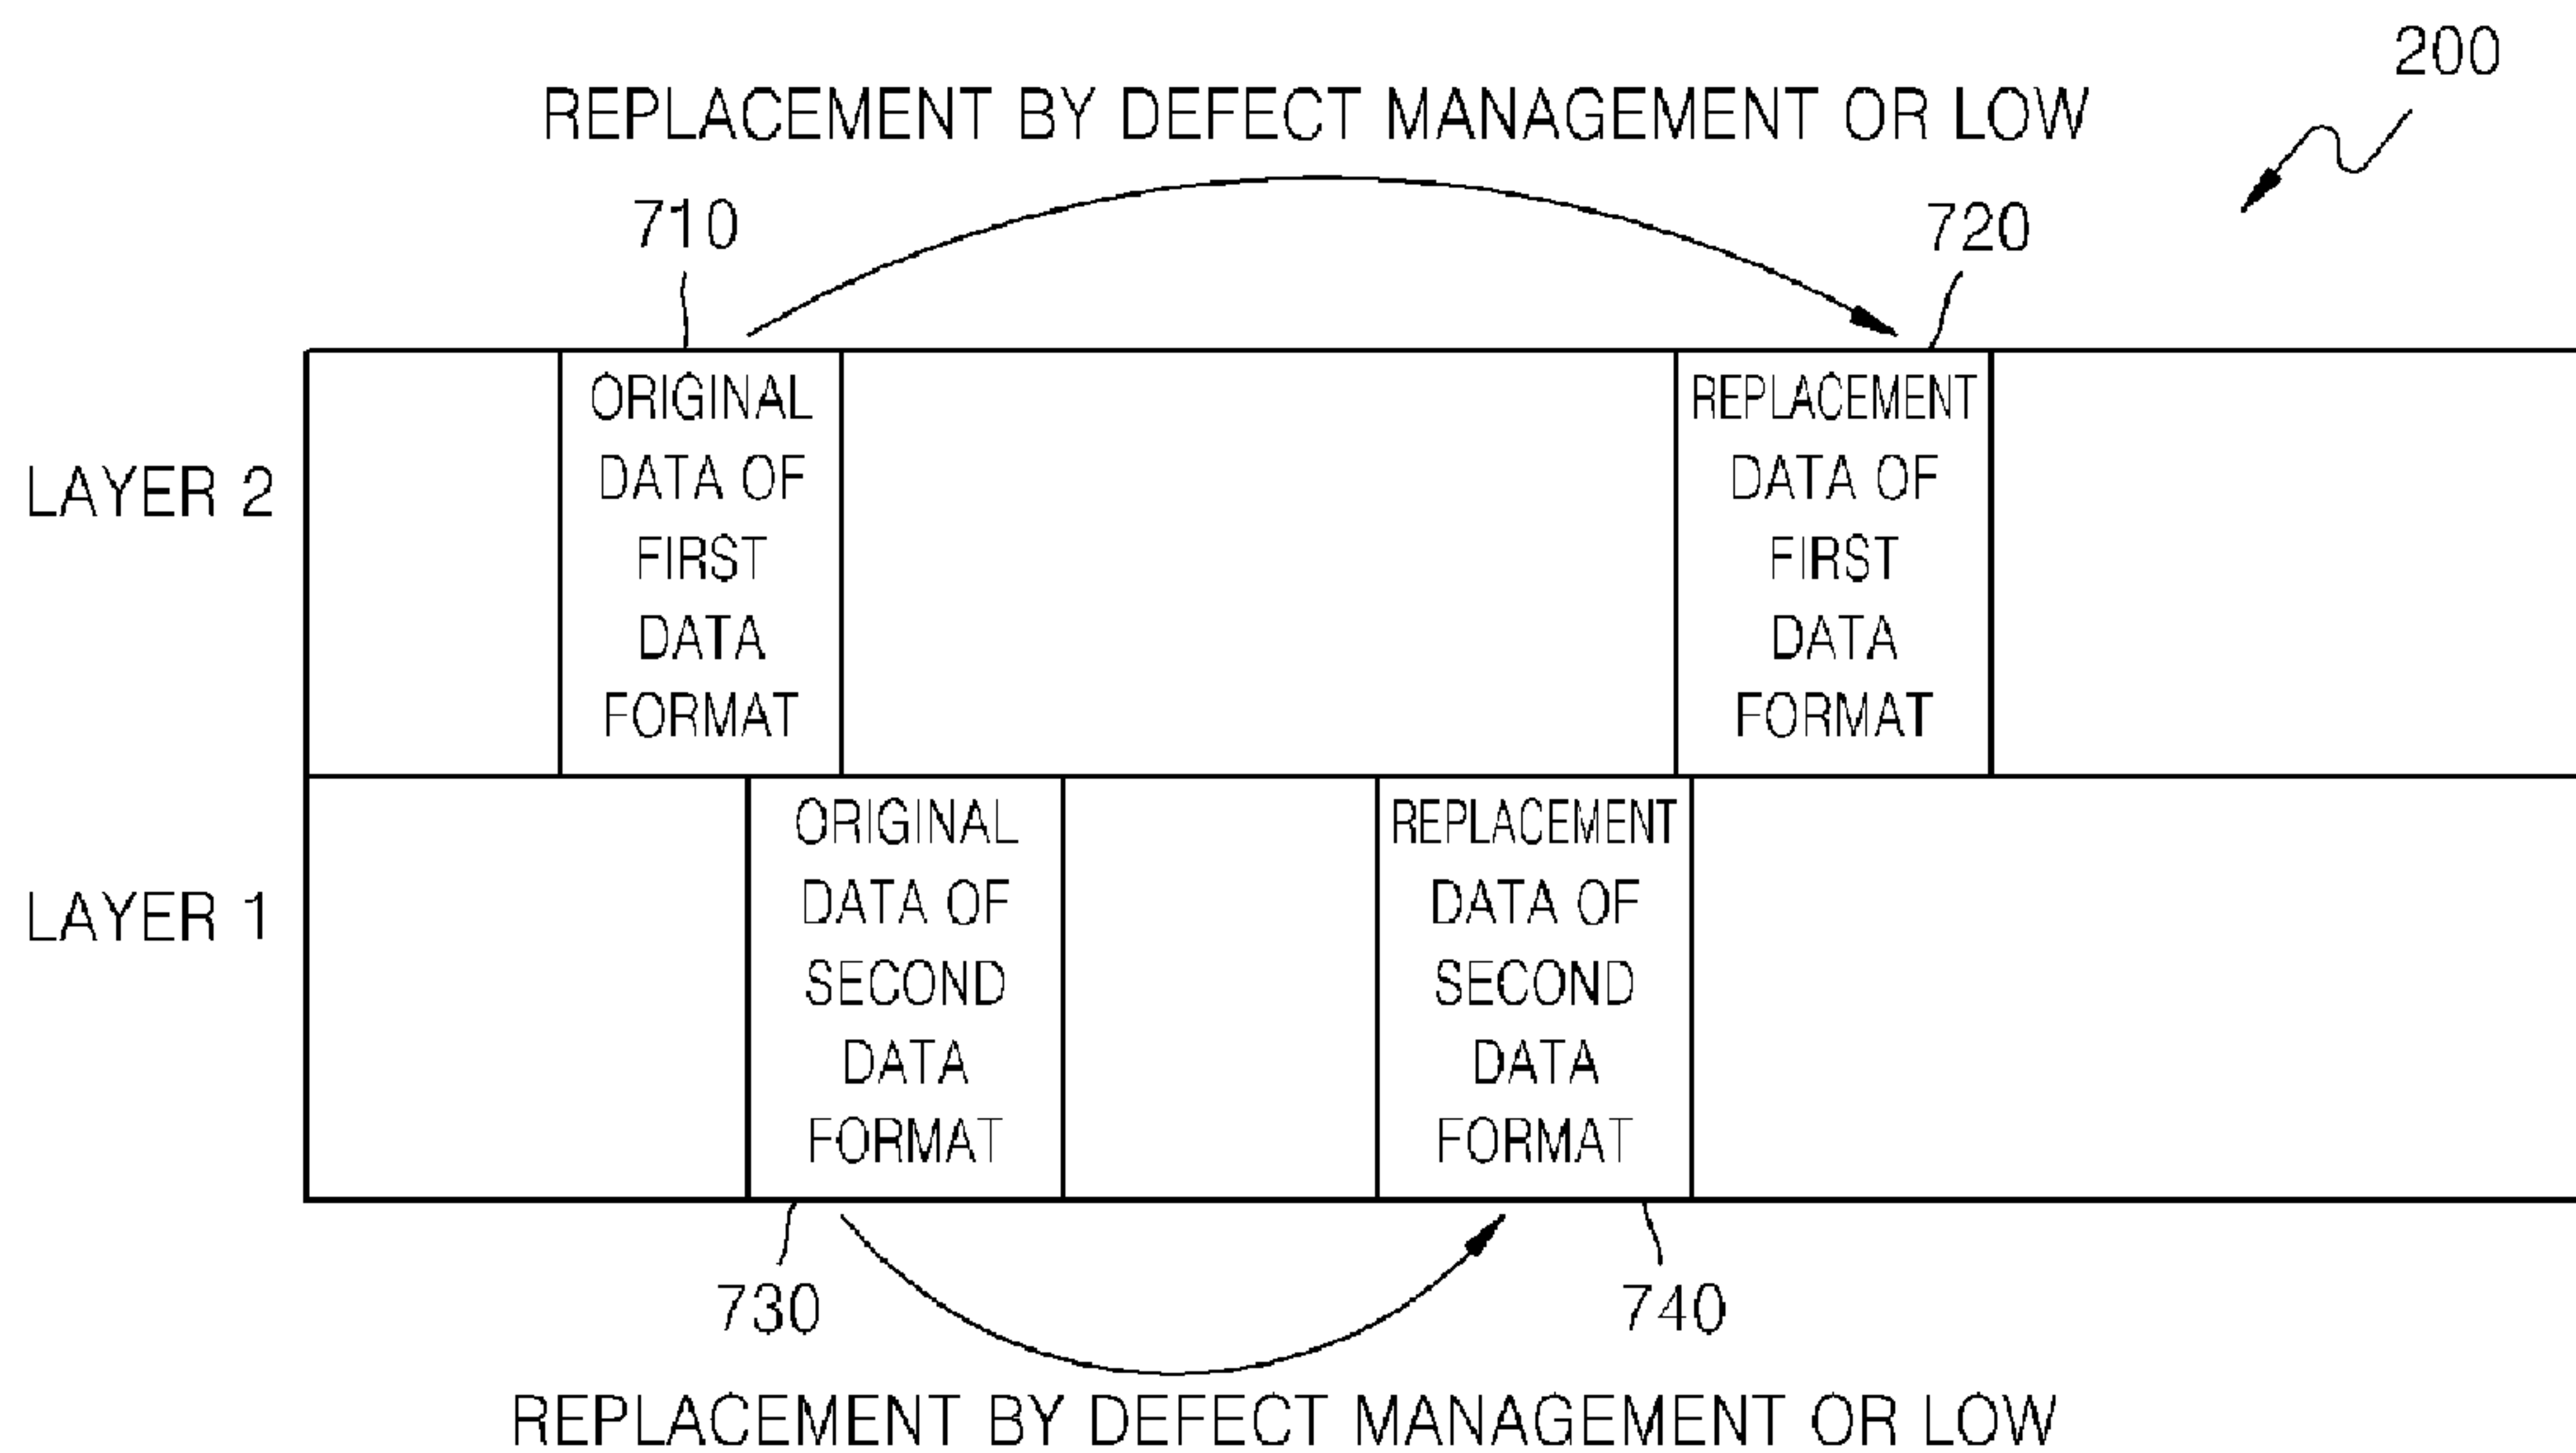 200
REPLACEMENT BY DEFECT MANAGEMENT OR LOW
710
720
LAYER 2
ORIGINAL
DATA OF
FIRST
DATA
FORMAT
REPLACEMENT
DATA OF
FIRST
DATA
FORMAT
LAYER 1
ORIGINAL
DATA OF
SECOND
DATA
FORMAT
REPLACEMENT
DATA OF
SECOND
DATA
FORMAT
730
740
REPLACEMENT BY DEFECT MANAGEMENT OR LOW